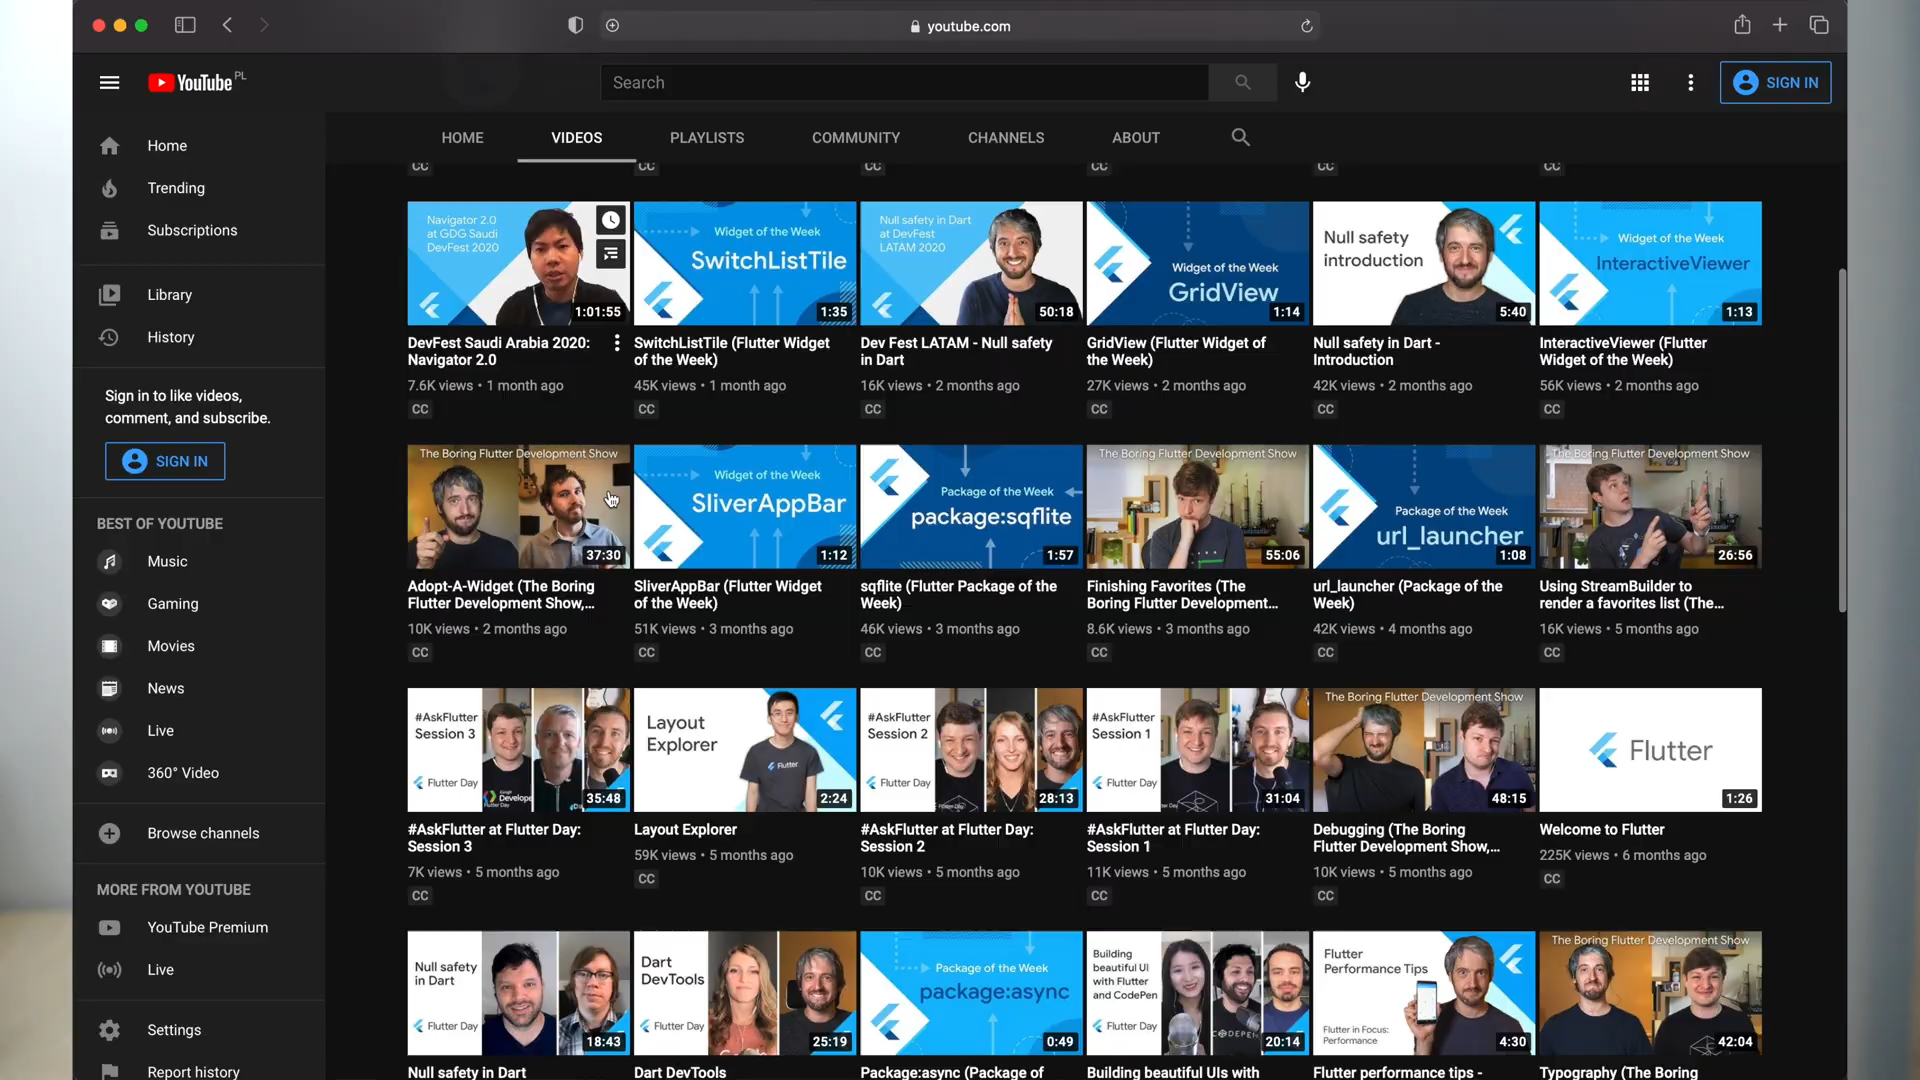 youtube.com
YouTube PL
Search
SIGN IN
HOME
VIDEOS
PLAYLISTS
COMMUNITY
CHANNELS
ABOUT
Home
Trending
Subscriptions
Library
History
Sign in to like videos,
comment, and subscribe.
SIGN IN
BEST OF YOUTUBE
Music
Gaming
Movies
News
Live
360° Video
Browse channels
MORE FROM YOUTUBE
YouTube Premium
Live
Settings
Report history
CC
CC
CC
CC
CC
CC
Navigator 2.0
at GDG Saudi
DevFest 2020
1:01:55
DevFest Saudi Arabia 2020:
Navigator 2.0
7.6K views • 1 month ago
CC
Widget of the Week
SwitchListTile
1:35
SwitchListTile (Flutter Widget
of the Week)
45K views • 1 month ago
CC
Null safety in Dart
at DevFest
LATAM 2020
50:18
Dev Fest LATAM - Null safety
in Dart
16K views • 2 months ago
CC
Widget of the Week
GridView
1:14
GridView (Flutter Widget of
the Week)
27K views • 2 months ago
CC
Null safety
introduction
5:40
Null safety in Dart -
Introduction
42K views • 2 months ago
CC
Widget of the Week
InteractiveViewer
1:13
InteractiveViewer (Flutter
Widget of the Week)
56K views • 2 months ago
CC
The Boring Flutter Development Show
37:30
Adopt-A-Widget (The Boring
Flutter Development Show,...
10K views • 2 months ago
CC
Widget of the Week
SliverAppBar
1:12
SliverAppBar (Flutter Widget
of the Week)
51K views • 3 months ago
CC
Package of the Week
package:sqflite
1:57
sqflite (Flutter Package of the
Week)
46K views • 3 months ago
CC
The Boring Flutter Development Show
55:06
Finishing Favorites (The
Boring Flutter Development...
8.6K views • 3 months ago
CC
Package of the Week
url_launcher
1:08
url_launcher (Package of the
Week)
42K views • 4 months ago
CC
The Boring Flutter Development Show
26:56
Using StreamBuilder to
render a favorites list (The...
16K views • 5 months ago
CC
#AskFlutter
Session 3
Flutter Day
35:48
#AskFlutter at Flutter Day:
Session 3
7K views • 5 months ago
CC
Layout
Explorer
Flutter
2:24
Layout Explorer
59K views • 5 months ago
CC
#AskFlutter
Session 2
Flutter Day
28:13
#AskFlutter at Flutter Day:
Session 2
10K views • 5 months ago
CC
#AskFlutter
Session 1
Flutter Day
31:04
#AskFlutter at Flutter Day:
Session 1
11K views • 5 months ago
CC
The Boring Flutter Development Show
48:15
Debugging (The Boring
Flutter Development Show,...
10K views • 5 months ago
CC
Flutter
1:26
Welcome to Flutter
225K views • 6 months ago
CC
Null safety
in Dart
Flutter Day
18:43
Null safety in Dart
Dart
DevTools
Flutter Day
25:19
Dart DevTools
Package of the Week
package:async
0:49
Package:async (Package of
Building
beautiful UI
with Flutter
and CodePen
Flutter Day
20:14
Building beautiful UIs with
Flutter
Performance Tips
Flutter in Focus:
Performance
4:30
Flutter performance tips -
The Boring Flutter Development Show
42:04
Typography (The Boring